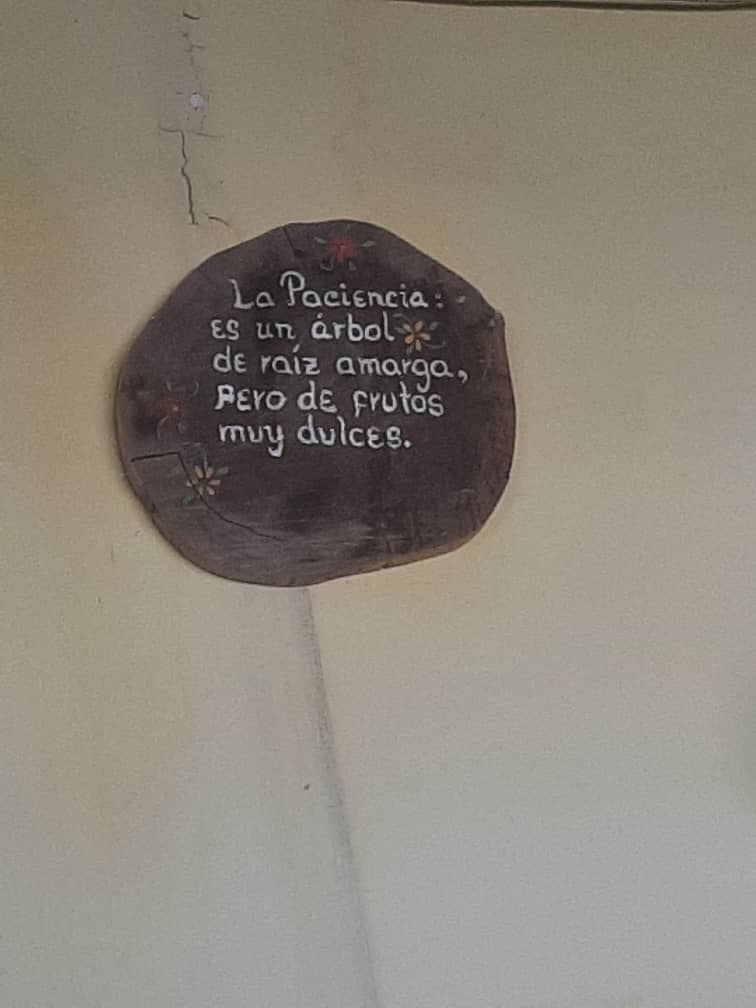 La Paciencia:
es un árbol
de raíz amarga,
pero de frutos
muy dulces.